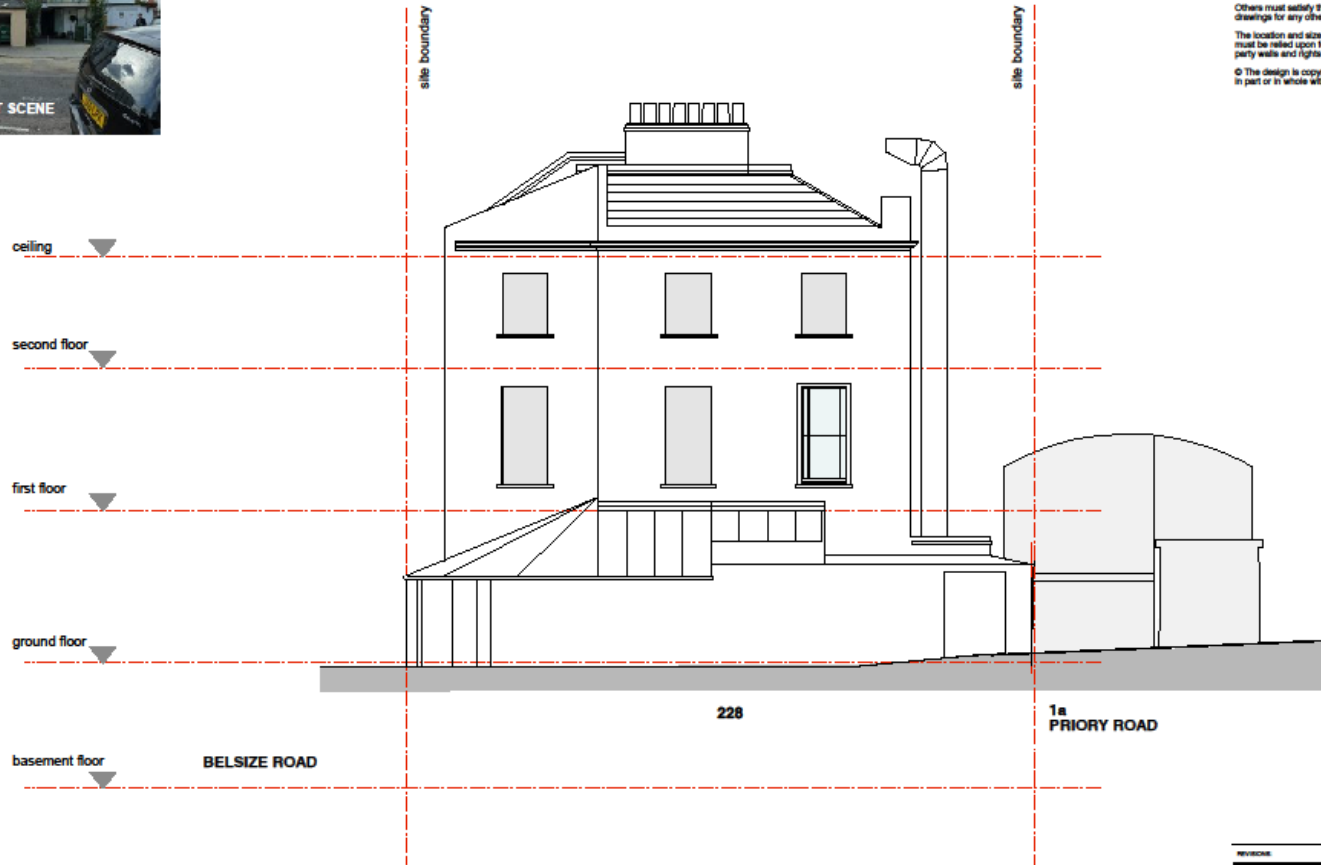 Others must satisfy th
drawings for any othe
The location and size
must be relied upon t
party walls and rights
© The design is copy
in part or in whole wit
T SCENE
site boundary
site boundary
ceiling
second floor
first floor
ground floor
basement floor
BELSIZE ROAD
228
1a
PRIORY ROAD
REVISIONS